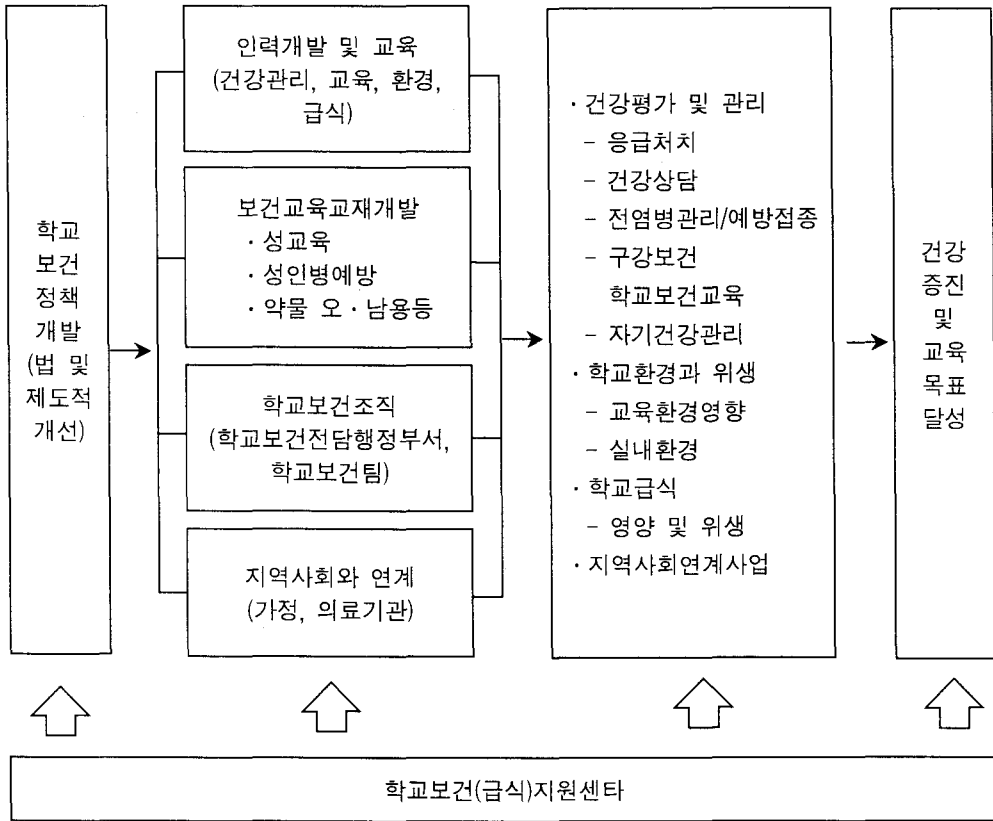 학교
보건
정책
개발
(법 및
제도적
개선)
인력개발 및 교육
(건강관리, 교육, 환경,
급식)
보건교육교재개발
· 성교육
· 성인병예방
· 약물 오 · 남용등
학교보건조직
(학교보건전담행정부서,
학교보건팀)
지역사회와 연계
(가정, 의료기관)
· 건강평가 및 관리
– 응급처치
– 건강상담
– 전염병관리/예방접종
– 구강보건
학교보건교육
– 자기건강관리
· 학교환경과 위생
– 교육환경영향
– 실내환경
· 학교급식
– 영양 및 위생
· 지역사회연계사업
건강
증진
및
교육
목표
달성
학교보건(급식)지원센타